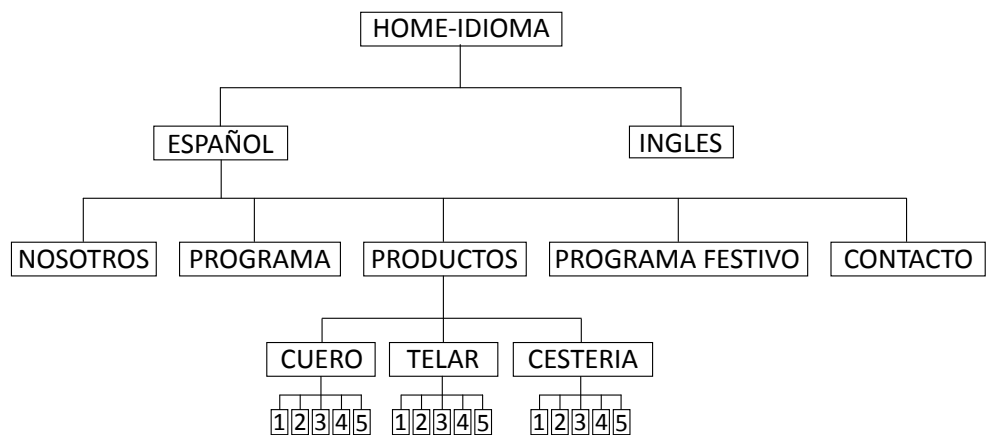 HOME-IDIOMA
ESPAÑOL INGLES
NOSOTROS PROGRAMA PRODUCTOS PROGRAMA FESTIVO CONTACTO
CUERO TELAR CESTERIA
1 2 3 4 5 1 2 3 4 5 1 2 3 4 5